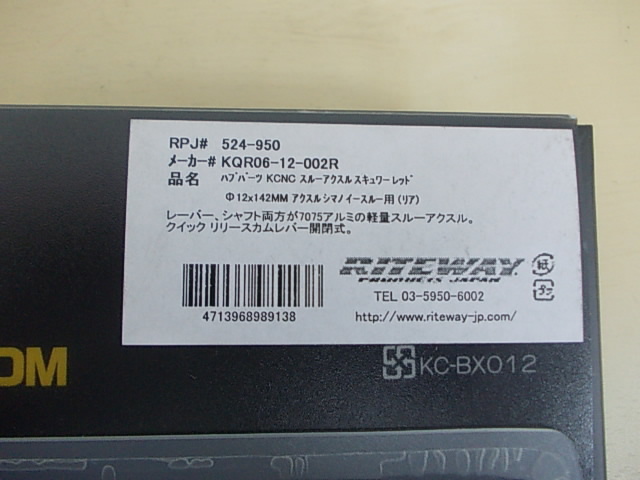 RPJ# 524-950
メーカー# KQR06-12-002R
品名 ハブパーツ KCNC スルーアクスル スキュワー レッド
Φ12x142MM アクスル シマノ イースルー用 (リア)
レーバー、シャフト両方が7075アルミの軽量スルーアクスル。
クイック リリースカムレバー開閉式。
RITEWAY
PRODUCTS JAPAN
紙
プラ
TEL 03-5950-6002
4713968989138
http://www.riteway-jp.com/
OM
KC-BX012